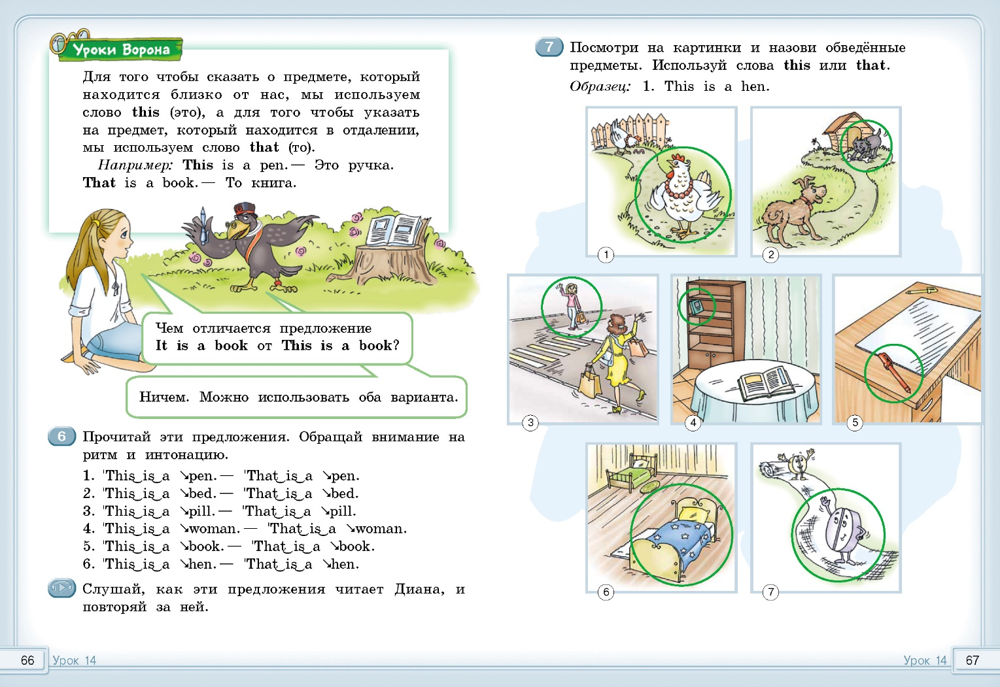 Уроки Ворона
Для того чтобы сказать о предмете, который
находится близко от нас, мы используем
слово this (это), а для того чтобы указать
на предмет, который находится в отдалении,
мы используем слово that (то).
Например: This is a pen.— Это ручка.
That is a book.— То книга.
Чем отличается предложение
It is a book от This is a book?
Ничем. Можно использовать оба варианта.
6 Прочитай эти предложения. Обращай внимание на
ритм и интонацию.
1. ˈThis‿is‿a ↘pen.— ˈThat‿is‿a ↘pen.
2. ˈThis‿is‿a ↘bed.— ˈThat‿is‿a ↘bed.
3. ˈThis‿is‿a ↘pill.— ˈThat‿is‿a ↘pill.
4. ˈThis‿is‿a ↘woman.— ˈThat‿is‿a ↘woman.
5. ˈThis‿is‿a ↘book.— ˈThat‿is‿a ↘book.
6. ˈThis‿is‿a ↘hen.— ˈThat‿is‿a ↘hen.
Слушай, как эти предложения читает Диана, и
повторяй за ней.
66 Урок 14
7 Посмотри на картинки и назови обведённые
предметы. Используй слова this или that.
Образец: 1. This is a hen.
1
2
3
4
5
6
7
Урок 14 67